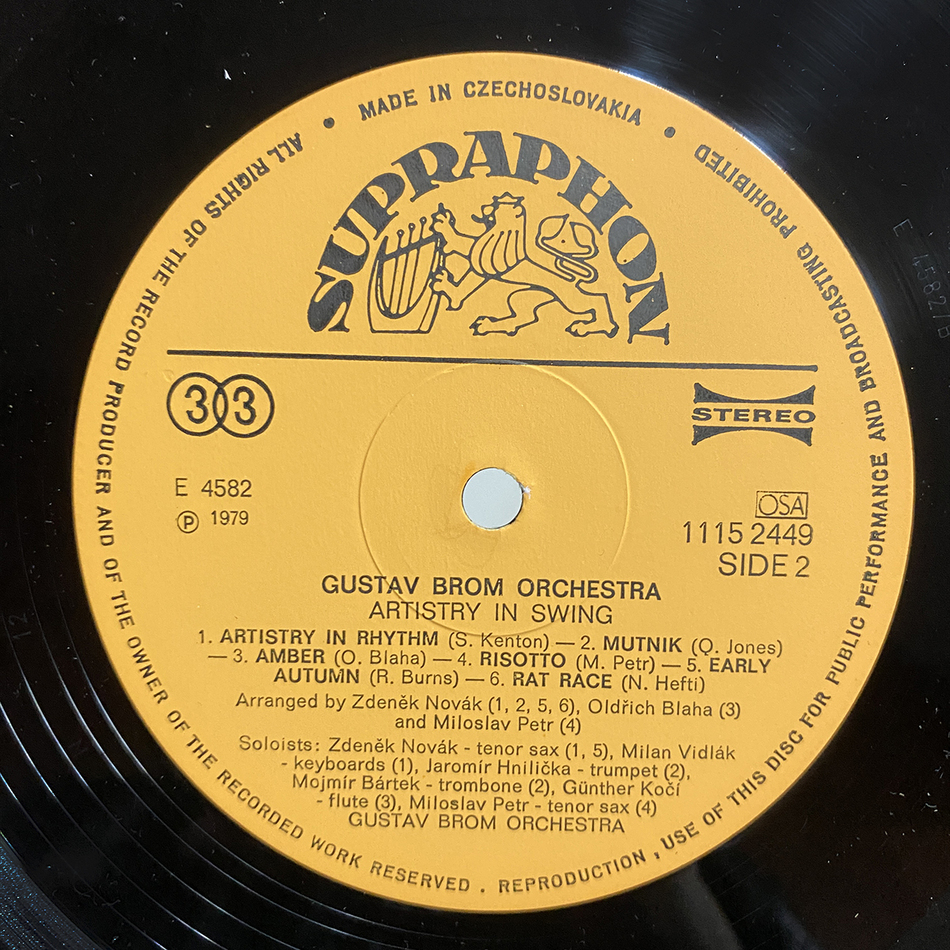 MADE IN CZECHOSLOVAKIA
ALL RIGHTS OF THE RECORD PRODUCER AND OF THE OWNER OF THE RECORDED WORK RESERVED . REPRODUCTION , USE OF THIS DISC FOR PUBLIC PERFORMANCE AND BROADCASTING PROHIBITED
SUPRAPHON
33
STEREO
E 4582
℗ 1979
OSA
1115 2449
SIDE 2
GUSTAV BROM ORCHESTRA
ARTISTRY IN SWING
1. ARTISTRY IN RHYTHM (S. Kenton) — 2. MUTNIK (Q. Jones)
— 3. AMBER (O. Blaha) — 4. RISOTTO (M. Petr) — 5. EARLY
AUTUMN (R. Burns) — 6. RAT RACE (N. Hefti)
Arranged by Zdeněk Novák (1, 2, 5, 6), Oldřich Blaha (3)
and Miloslav Petr (4)
Soloists: Zdeněk Novák - tenor sax (1, 5), Milan Vidlák
- keyboards (1), Jaromír Hnilička - trumpet (2),
Mojmír Bártek - trombone (2), Günther Kočí
- flute (3), Miloslav Petr - tenor sax (4)
GUSTAV BROM ORCHESTRA
12